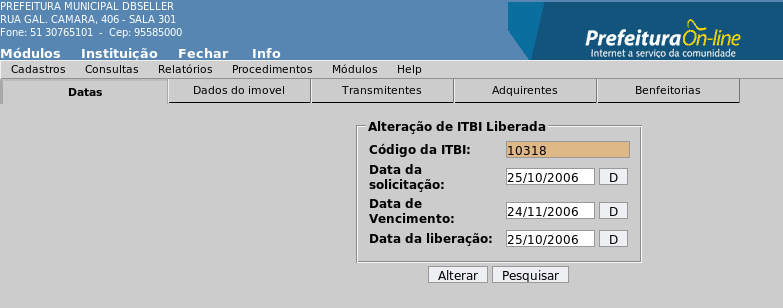 PREFEITURA MUNICIPAL DBSELLER
RUA GAL. CAMARA, 406 - SALA 301
Fone: 51 30765101 - Cep: 95585000
Módulos Instituição Fechar Info
Prefeitura On-line
Internet a serviço da comunidade
Cadastros Consultas Relatórios Procedimentos Módulos Help
Datas Dados do imovel Transmitentes Adquirentes Benfeitorias
Alteração de ITBI Liberada
Código da ITBI: 10318
Data da
solicitação: 25/10/2006 D
Data de
Vencimento: 24/11/2006 D
Data da liberação: 25/10/2006 D
Alterar Pesquisar